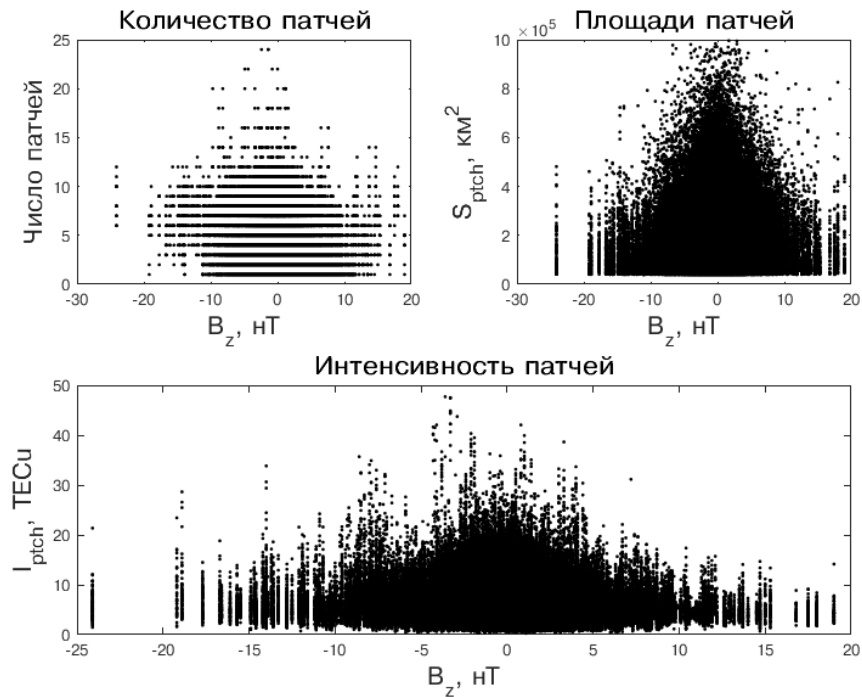 Количество патчей
Число патчей
25
20
15
10
5
0
-30 -20 -10 0 10 20
B_z, нТ
Площади патчей
× 10^5
S_ptch, км^2
10
8
6
4
2
0
-30 -20 -10 0 10 20
B_z, нТ
Интенсивность патчей
I_ptch, TECu
50
40
30
20
10
0
-25 -20 -15 -10 -5 0 5 10 15 20
B_z, нТ